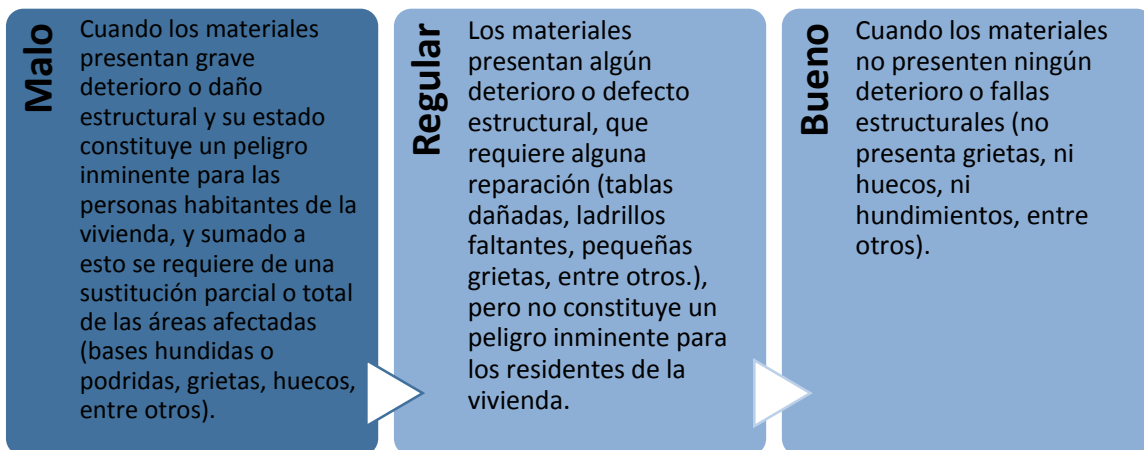 Malo
Cuando los materiales
presentan grave
deterioro o daño
estructural y su estado
constituye un peligro
inminente para las
personas habitantes de la
vivienda, y sumado a
esto se requiere de una
sustitución parcial o total
de las áreas afectadas
(bases hundidas o
podridas, grietas, huecos,
entre otros).
Regular
Los materiales
presentan algún
deterioro o defecto
estructural, que
requiere alguna
reparación (tablas
dañadas, ladrillos
faltantes, pequeñas
grietas, entre otros.),
pero no constituye un
peligro inminente para
los residentes de la
vivienda.
Bueno
Cuando los materiales
no presenten ningún
deterioro o fallas
estructurales (no
presenta grietas, ni
huecos, ni
hundimientos, entre
otros).